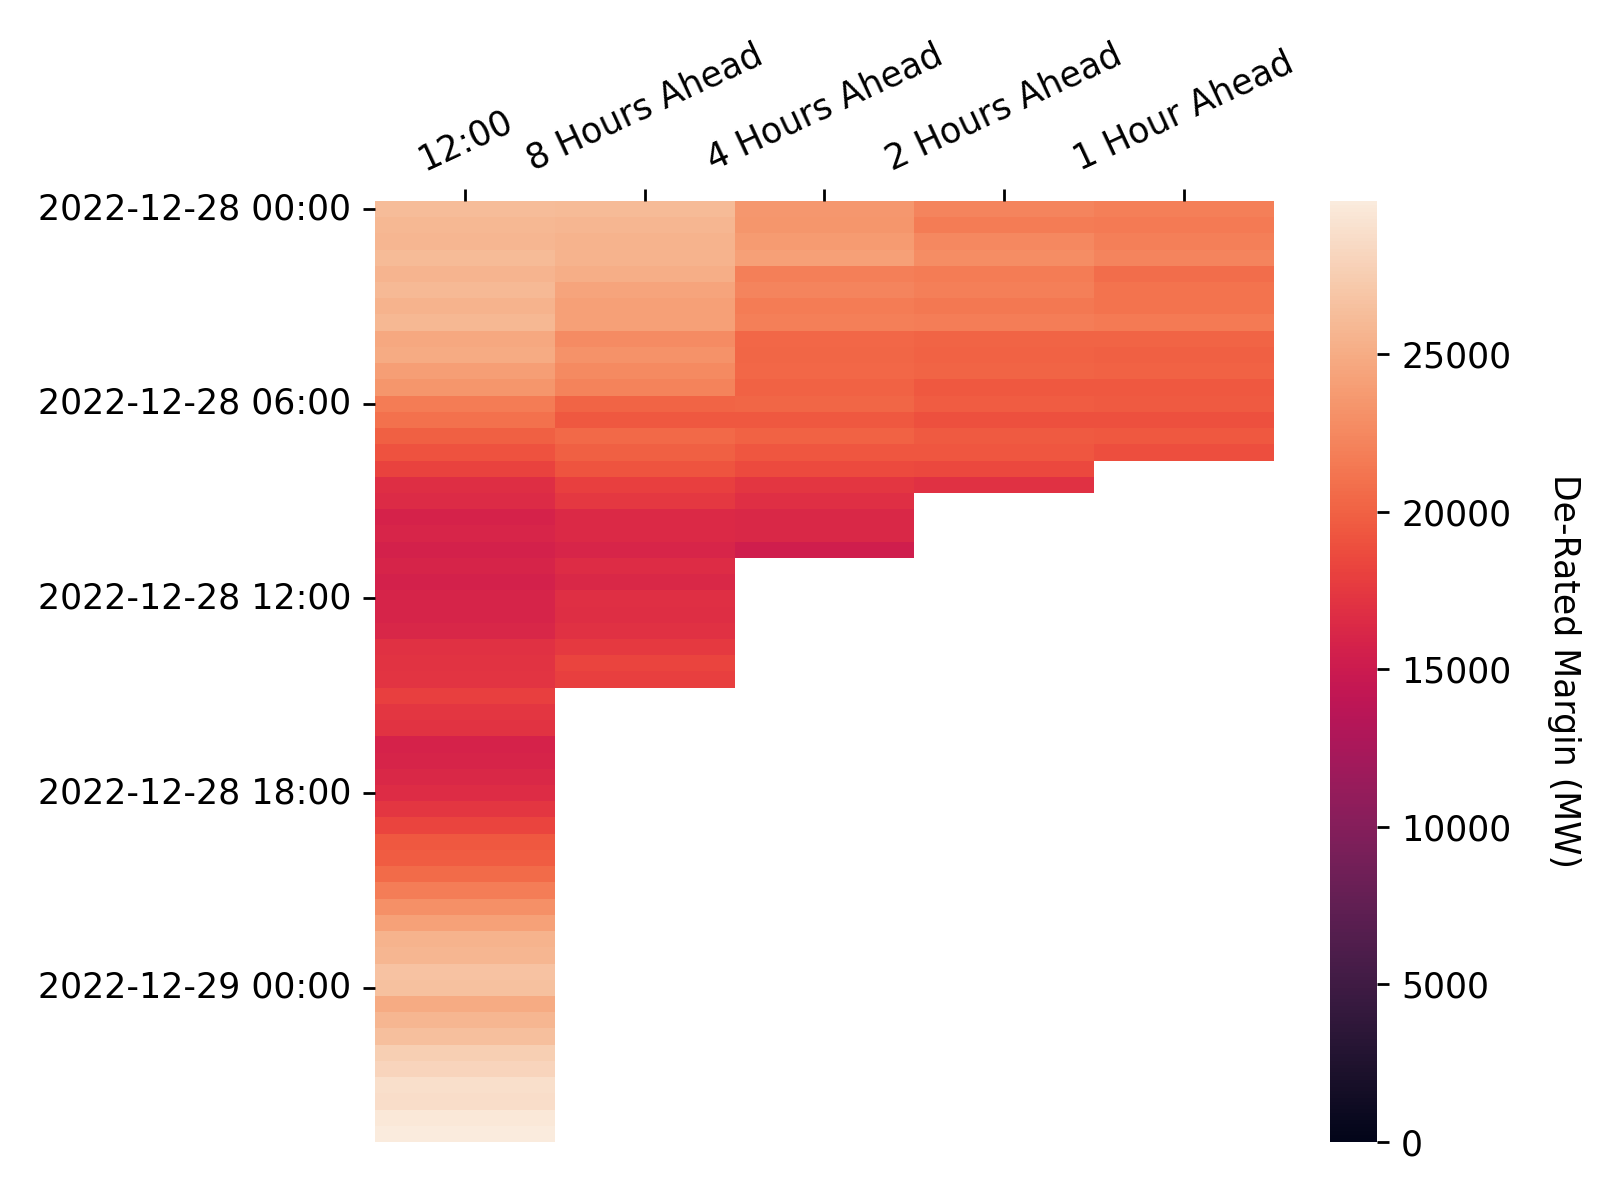 12:00
8 Hours Ahead
4 Hours Ahead
2 Hours Ahead
1 Hour Ahead
2022-12-28 00:00
2022-12-28 06:00
2022-12-28 12:00
2022-12-28 18:00
2022-12-29 00:00
25000
20000
15000
10000
5000
0
De-Rated Margin (MW)